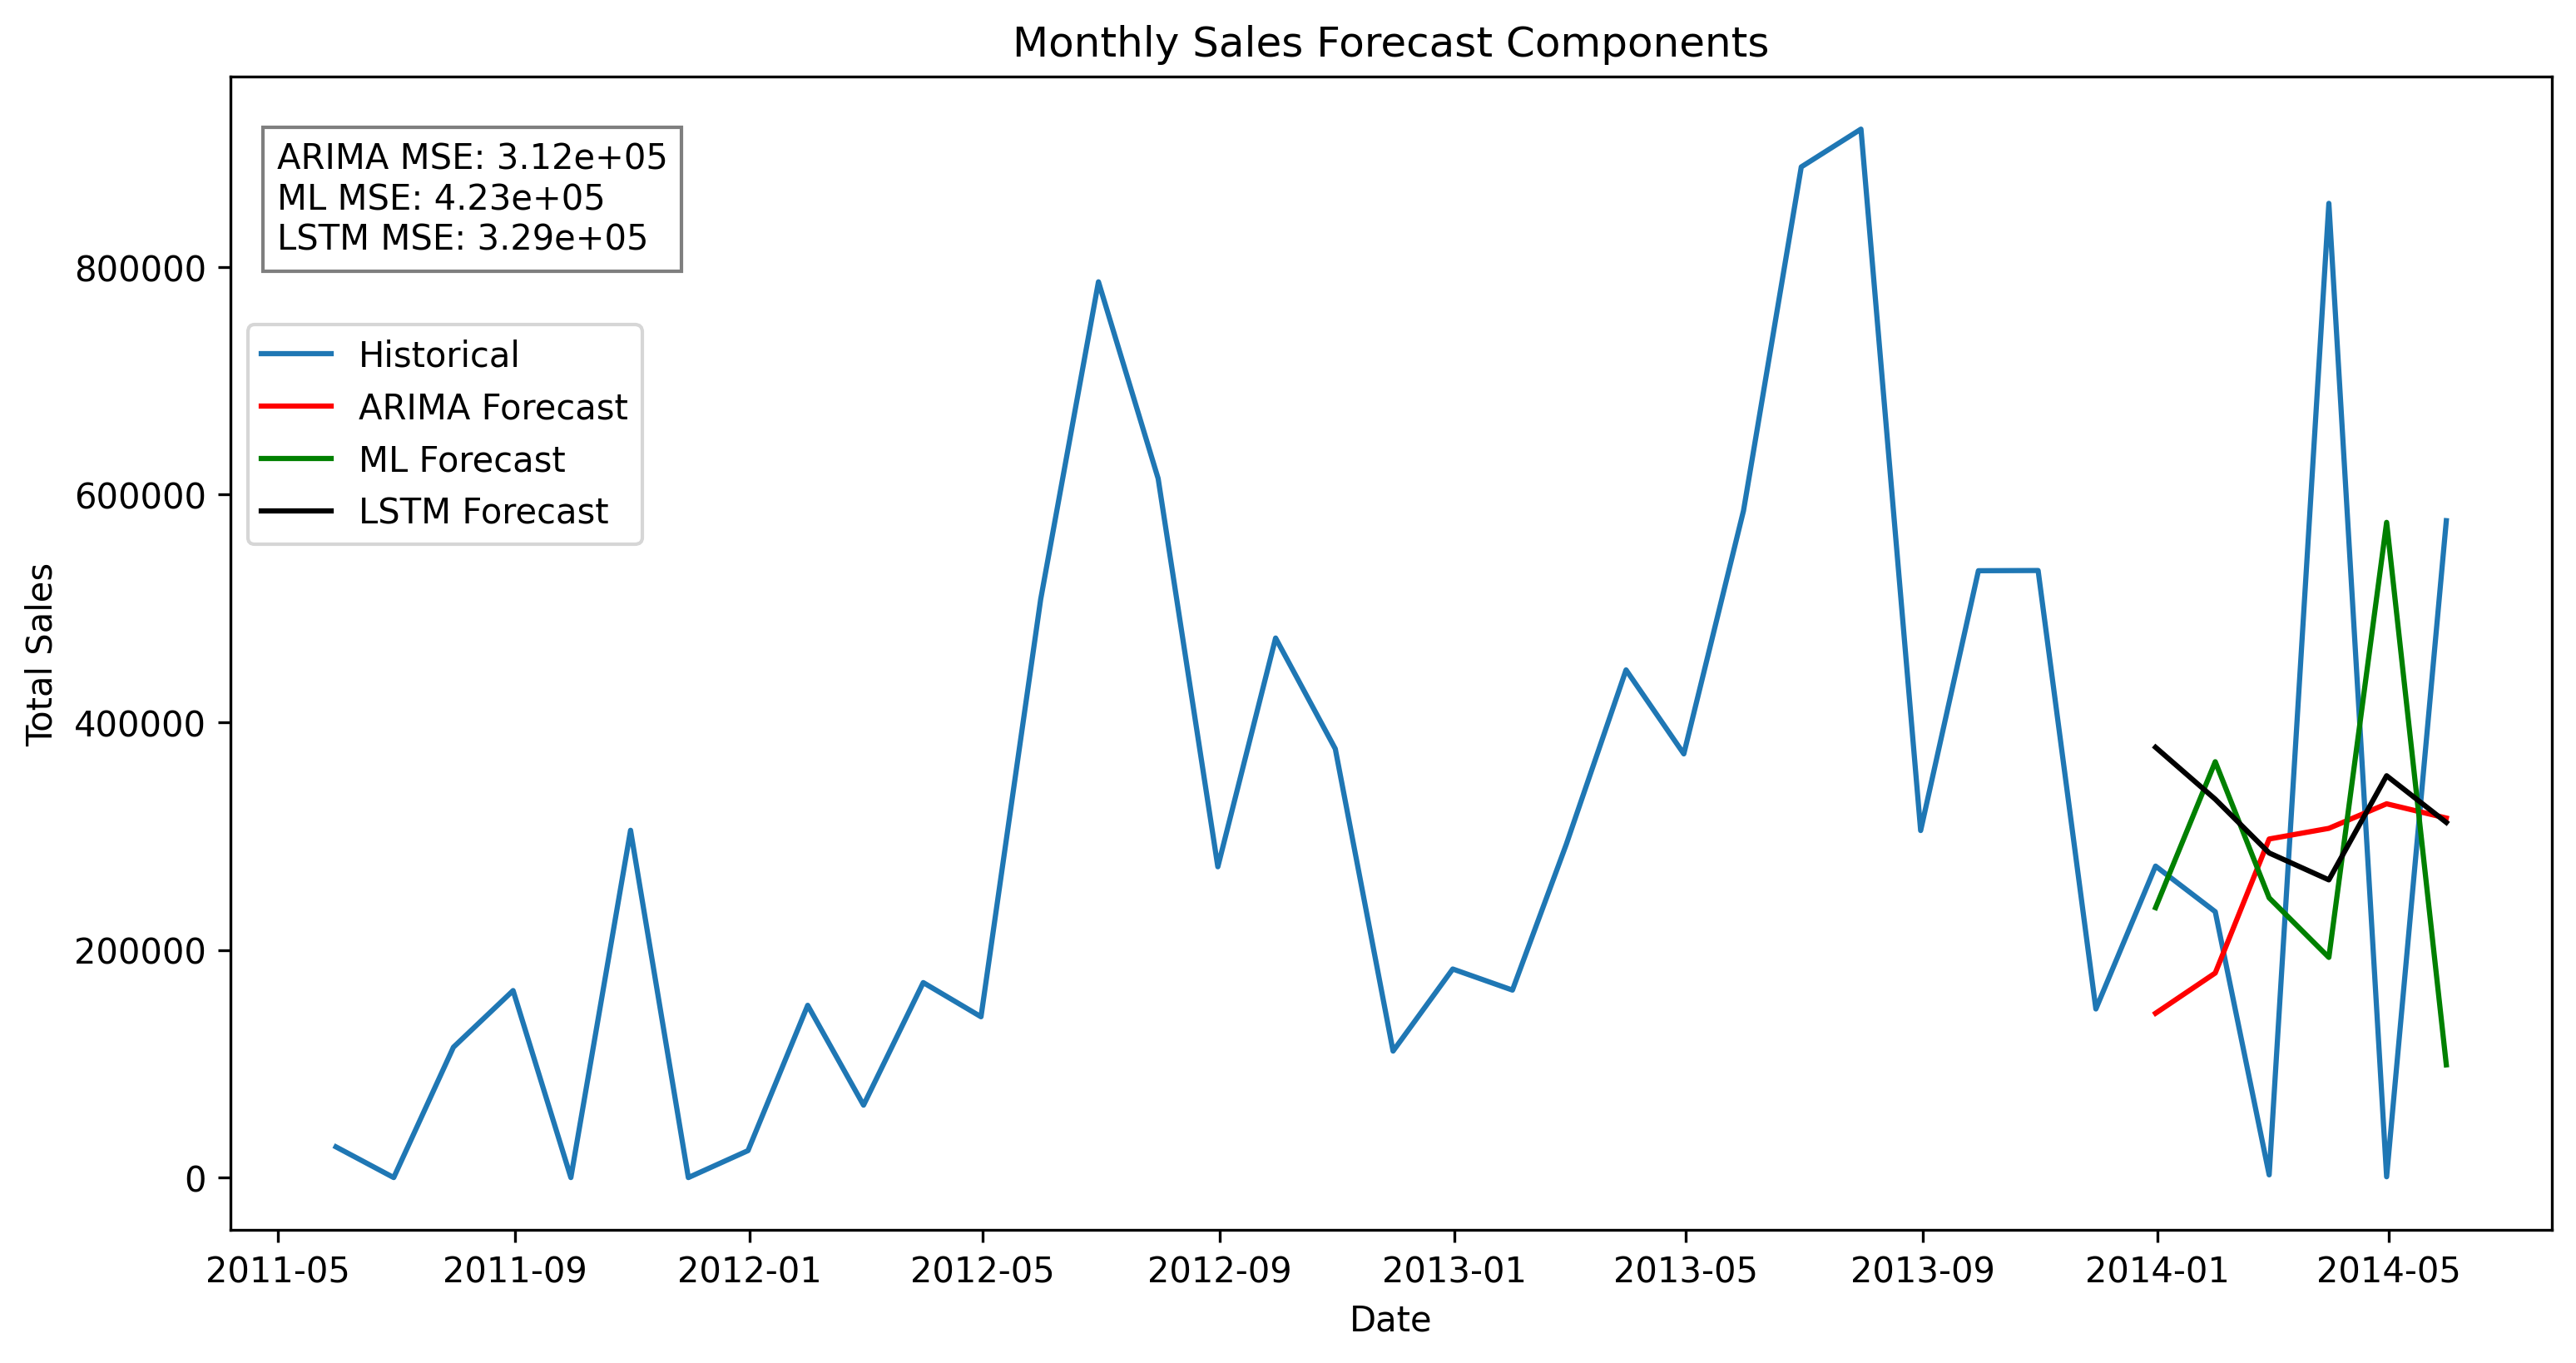 Monthly Sales Forecast Components
ARIMA MSE: 3.12e+05
ML MSE: 4.23e+05
LSTM MSE: 3.29e+05
Historical
ARIMA Forecast
ML Forecast
LSTM Forecast
Total Sales
800000
600000
400000
200000
0
2011-05 2011-09 2012-01 2012-05 2012-09 2013-01 2013-05 2013-09 2014-01 2014-05
Date